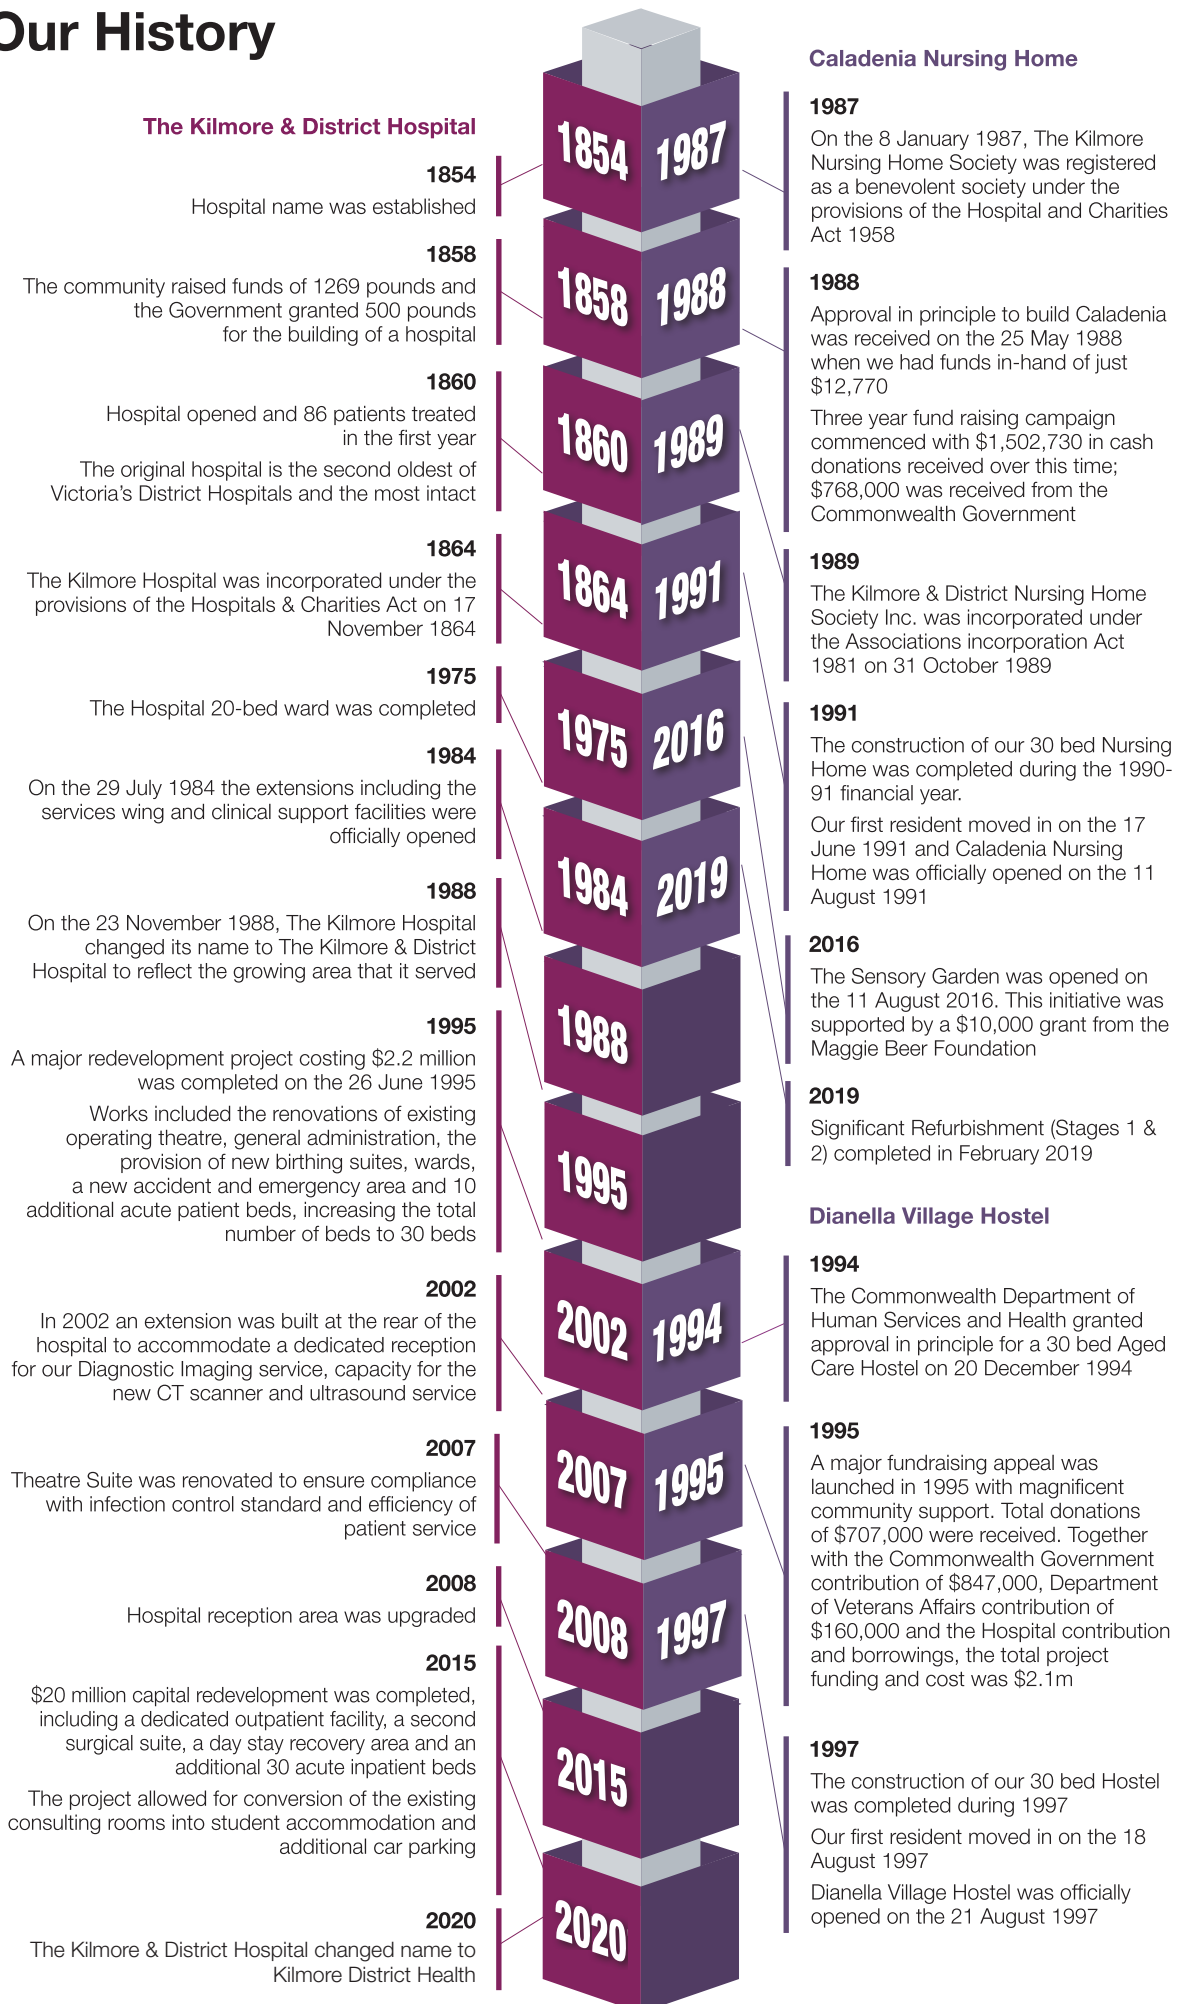 Our History
The Kilmore & District Hospital
1854
Hospital name was established
1858
The community raised funds of 1269 pounds and
the Government granted 500 pounds
for the building of a hospital
1860
Hospital opened and 86 patients treated
in the first year
The original hospital is the second oldest of
Victoria's District Hospitals and the most intact
1864
The Kilmore Hospital was incorporated under the
provisions of the Hospitals & Charities Act on 17
November 1864
1975
The Hospital 20-bed ward was completed
1984
On the 29 July 1984 the extensions including the
services wing and clinical support facilities were
officially opened
1988
On the 23 November 1988, The Kilmore Hospital
changed its name to The Kilmore & District
Hospital to reflect the growing area that it served
1995
A major redevelopment project costing $2.2 million
was completed on the 26 June 1995
Works included the renovations of existing
operating theatre, general administration, the
provision of new birthing suites, wards,
a new accident and emergency area and 10
additional acute patient beds, increasing the total
number of beds to 30 beds
2002
In 2002 an extension was built at the rear of the
hospital to accommodate a dedicated reception
for our Diagnostic Imaging service, capacity for the
new CT scanner and ultrasound service
2007
Theatre Suite was renovated to ensure compliance
with infection control standard and efficiency of
patient service
2008
Hospital reception area was upgraded
2015
$20 million capital redevelopment was completed,
including a dedicated outpatient facility, a second
surgical suite, a day stay recovery area and an
additional 30 acute inpatient beds
The project allowed for conversion of the existing
consulting rooms into student accommodation and
additional car parking
2020
The Kilmore & District Hospital changed name to
Kilmore District Health
1854 1987
1858 1988
1860 1989
1864 1991
1975 2016
1984 2019
1988
1995
2002 1994
2007 1995
2008 1997
2015
2020
Caladenia Nursing Home
1987
On the 8 January 1987, The Kilmore
Nursing Home Society was registered
as a benevolent society under the
provisions of the Hospital and Charities
Act 1958
1988
Approval in principle to build Caladenia
was received on the 25 May 1988
when we had funds in-hand of just
$12,770
Three year fund raising campaign
commenced with $1,502,730 in cash
donations received over this time;
$768,000 was received from the
Commonwealth Government
1989
The Kilmore & District Nursing Home
Society Inc. was incorporated under
the Associations incorporation Act
1981 on 31 October 1989
1991
The construction of our 30 bed Nursing
Home was completed during the 1990-
91 financial year.
Our first resident moved in on the 17
June 1991 and Caladenia Nursing
Home was officially opened on the 11
August 1991
2016
The Sensory Garden was opened on
the 11 August 2016. This initiative was
supported by a $10,000 grant from the
Maggie Beer Foundation
2019
Significant Refurbishment (Stages 1 &
2) completed in February 2019
Dianella Village Hostel
1994
The Commonwealth Department of
Human Services and Health granted
approval in principle for a 30 bed Aged
Care Hostel on 20 December 1994
1995
A major fundraising appeal was
launched in 1995 with magnificent
community support. Total donations
of $707,000 were received. Together
with the Commonwealth Government
contribution of $847,000, Department
of Veterans Affairs contribution of
$160,000 and the Hospital contribution
and borrowings, the total project
funding and cost was $2.1m
1997
The construction of our 30 bed Hostel
was completed during 1997
Our first resident moved in on the 18
August 1997
Dianella Village Hostel was officially
opened on the 21 August 1997